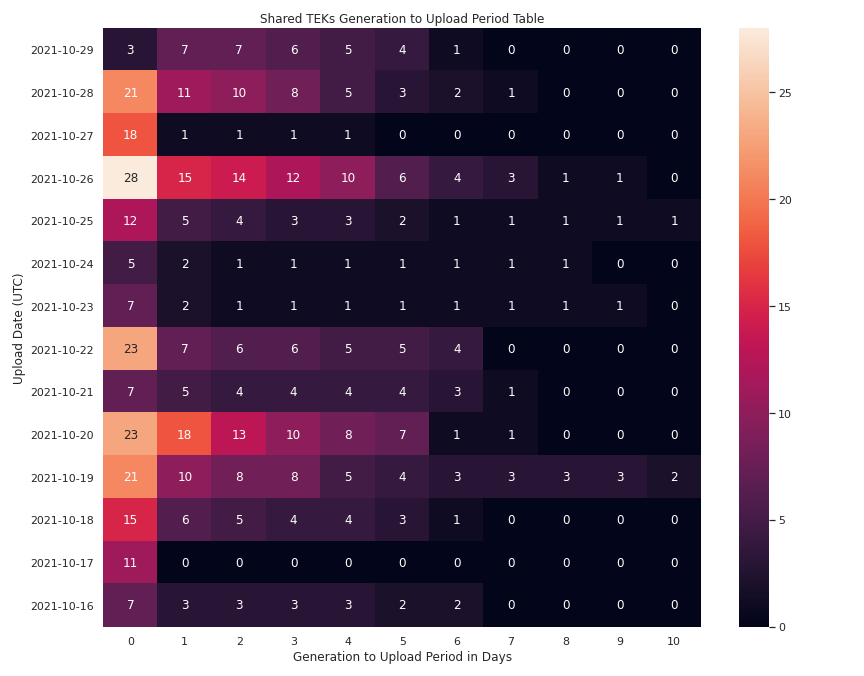 Shared TEKs Generation to Upload Period Table
Upload Date (UTC)
2021-10-29 3 7 7 6 5 4 1 0 0 0 0
2021-10-28 21 11 10 8 5 3 2 1 0 0 0
2021-10-27 18 1 1 1 1 0 0 0 0 0 0
2021-10-26 28 15 14 12 10 6 4 3 1 1 0
2021-10-25 12 5 4 3 3 2 1 1 1 1 1
2021-10-24 5 2 1 1 1 1 1 1 1 0 0
2021-10-23 7 2 1 1 1 1 1 1 1 1 0
2021-10-22 23 7 6 6 5 5 4 0 0 0 0
2021-10-21 7 5 4 4 4 4 3 1 0 0 0
2021-10-20 23 18 13 10 8 7 1 1 0 0 0
2021-10-19 21 10 8 8 5 4 3 3 3 3 2
2021-10-18 15 6 5 4 4 3 1 0 0 0 0
2021-10-17 11 0 0 0 0 0 0 0 0 0 0
2021-10-16 7 3 3 3 3 2 2 0 0 0 0
0 1 2 3 4 5 6 7 8 9 10
Generation to Upload Period in Days
25
20
15
10
5
0